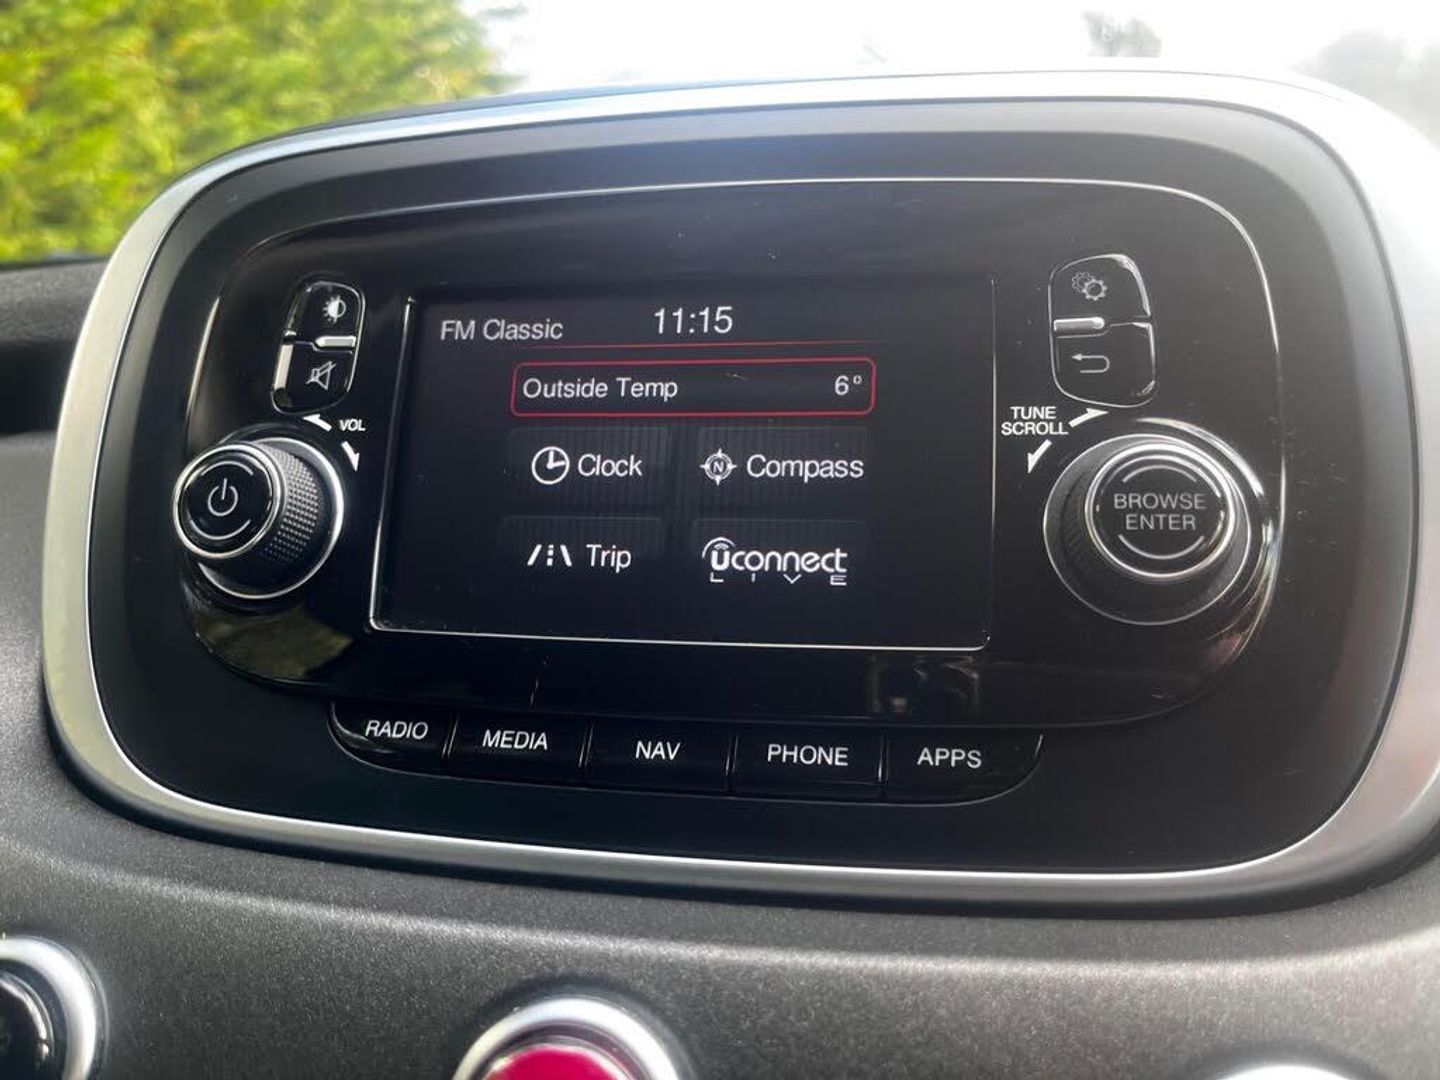 FM Classic 11:15
Outside Temp 6°
Clock
N Compass
Trip
Uconnect
LIVE
VOL
TUNE
SCROLL
BROWSE
ENTER
RADIO MEDIA NAV PHONE APPS